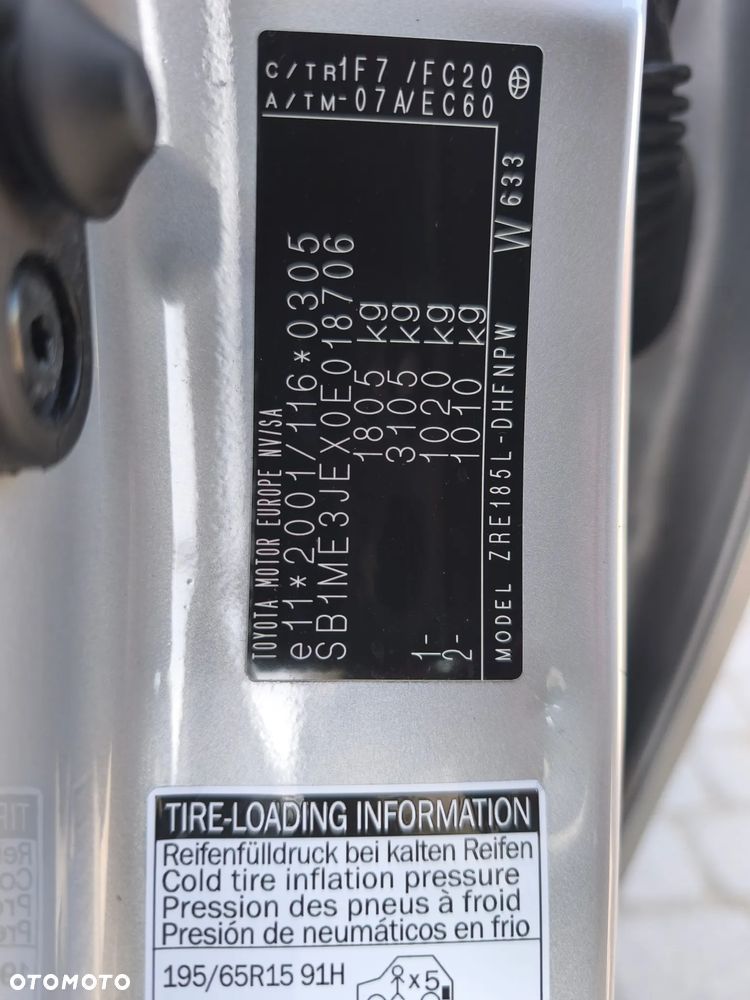 TOYOTA MOTOR EUROPE NV/SA
e11*2001/116*0305
SB1ME3JEX0E018706
1805 kg
3105 kg
1- 1020 kg
2- 1010 kg
MODEL ZRE185L-DHFNPW W 633
C/TR 1F7 /FC20
A/TM -07A/EC60
TIRE-LOADING INFORMATION
Reifenfülldruck bei kalten Reifen
Cold tire inflation pressure
Pression des pneus à froid
Presión de neumáticos en frio
195/65R15 91H x5
OTOMOTO